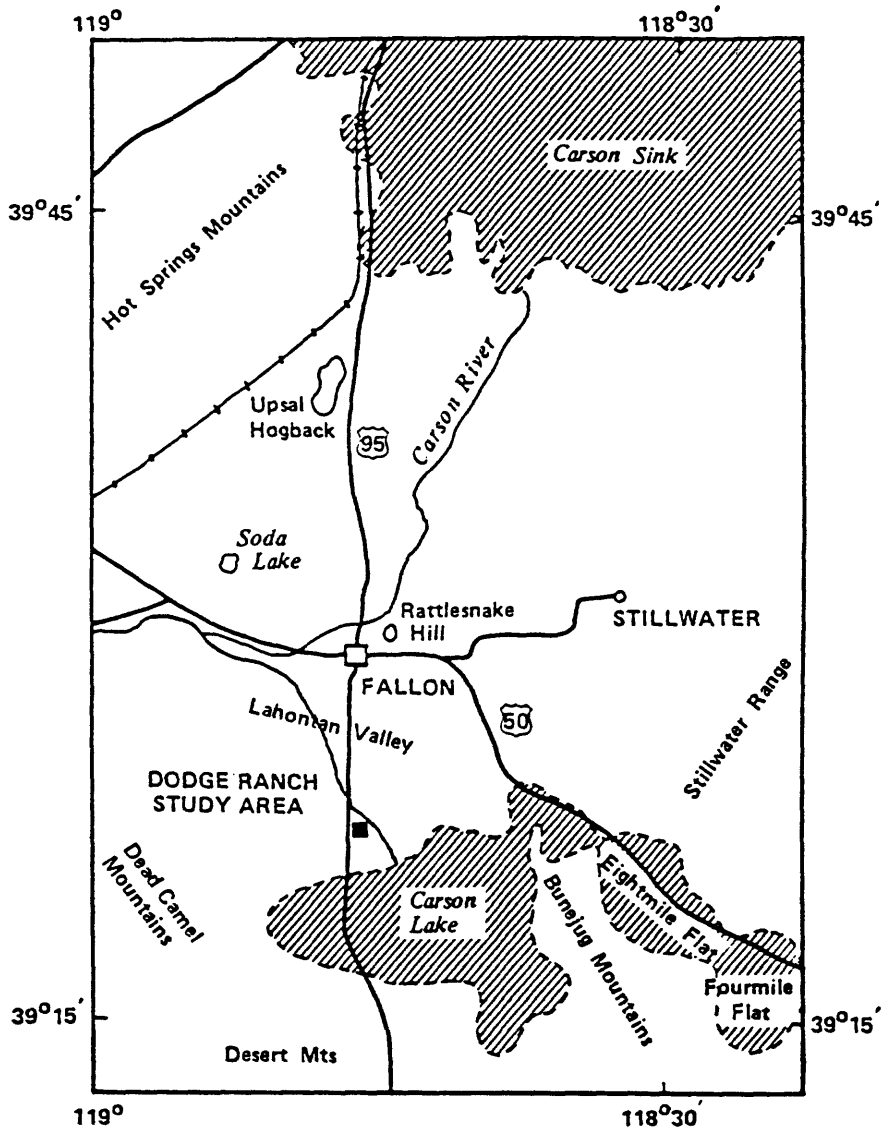 119°
118°30′
Carson Sink
39°45′
39°45′
Hot Springs Mountains
Carson River
Upsal
Hogback
95
Soda
Lake
Rattlesnake
Hill
STILLWATER
FALLON
Lahontan Valley
50
Stillwater Range
DODGE RANCH
STUDY AREA
Dead Camel
Mountains
Carson
Lake
Bunejug Mountains
Eightmile Flat
Fourmile
Flat
39°15′
39°15′
Desert Mts
119°
118°30′